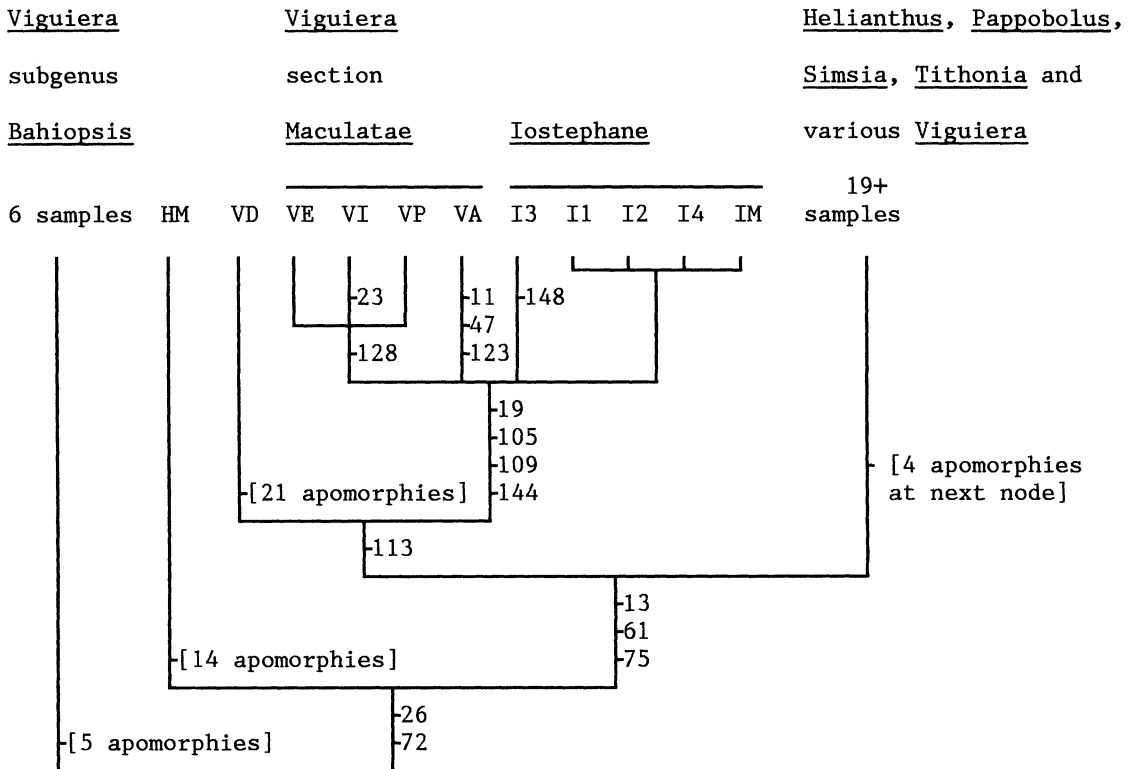 Viguiera Viguiera Helianthus, Pappobolus,
subgenus section Simsia, Tithonia and
Bahiopsis Maculatae Iostephane various Viguiera
19+
6 samples HM VD VE VI VP VA I3 I1 I2 I4 IM samples
23 11 148
47
128 123
19
105
109 [4 apomorphies
[21 apomorphies] 144 at next node]
113
13
61
[14 apomorphies] 75
26
[5 apomorphies] 72